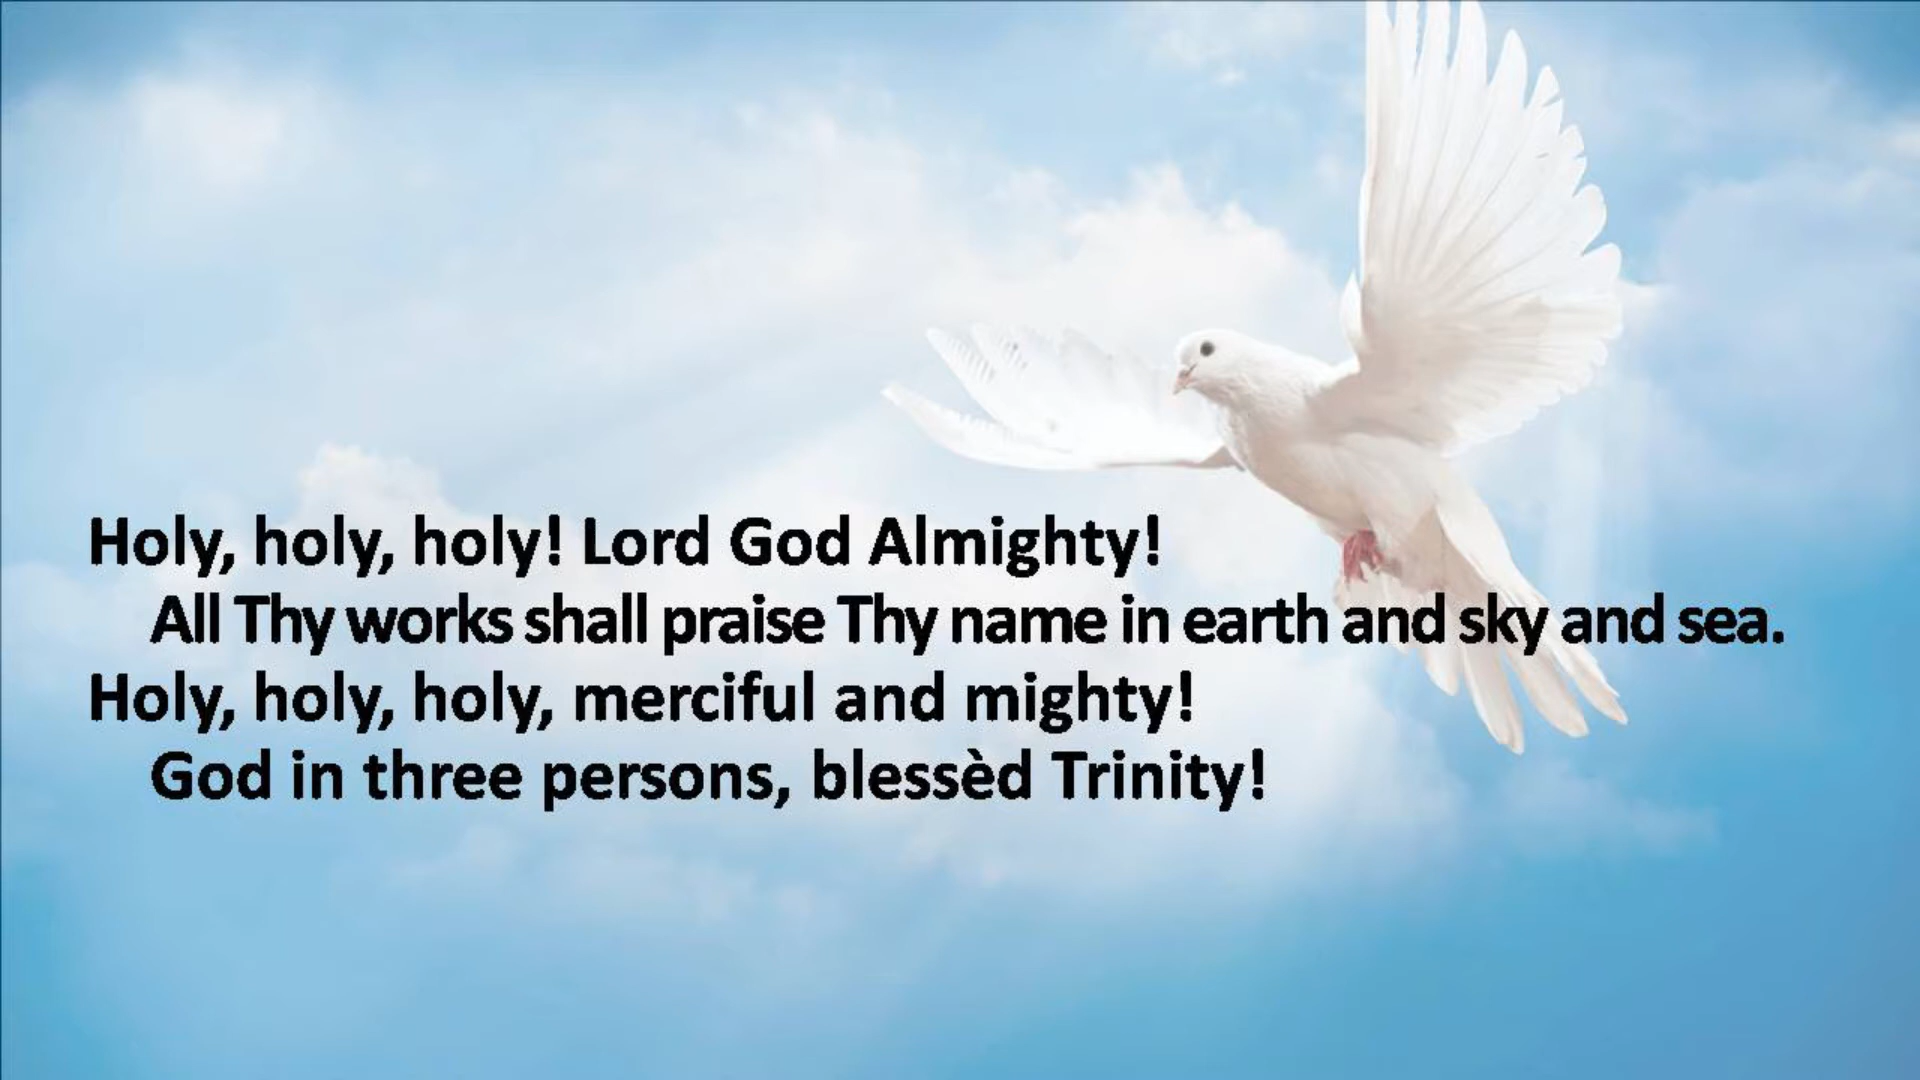 Holy, holy, holy! Lord God Almighty!
All Thy works shall praise Thy name in earth and sky and sea.
Holy, holy, holy, merciful and mighty!
God in three persons, blessèd Trinity!